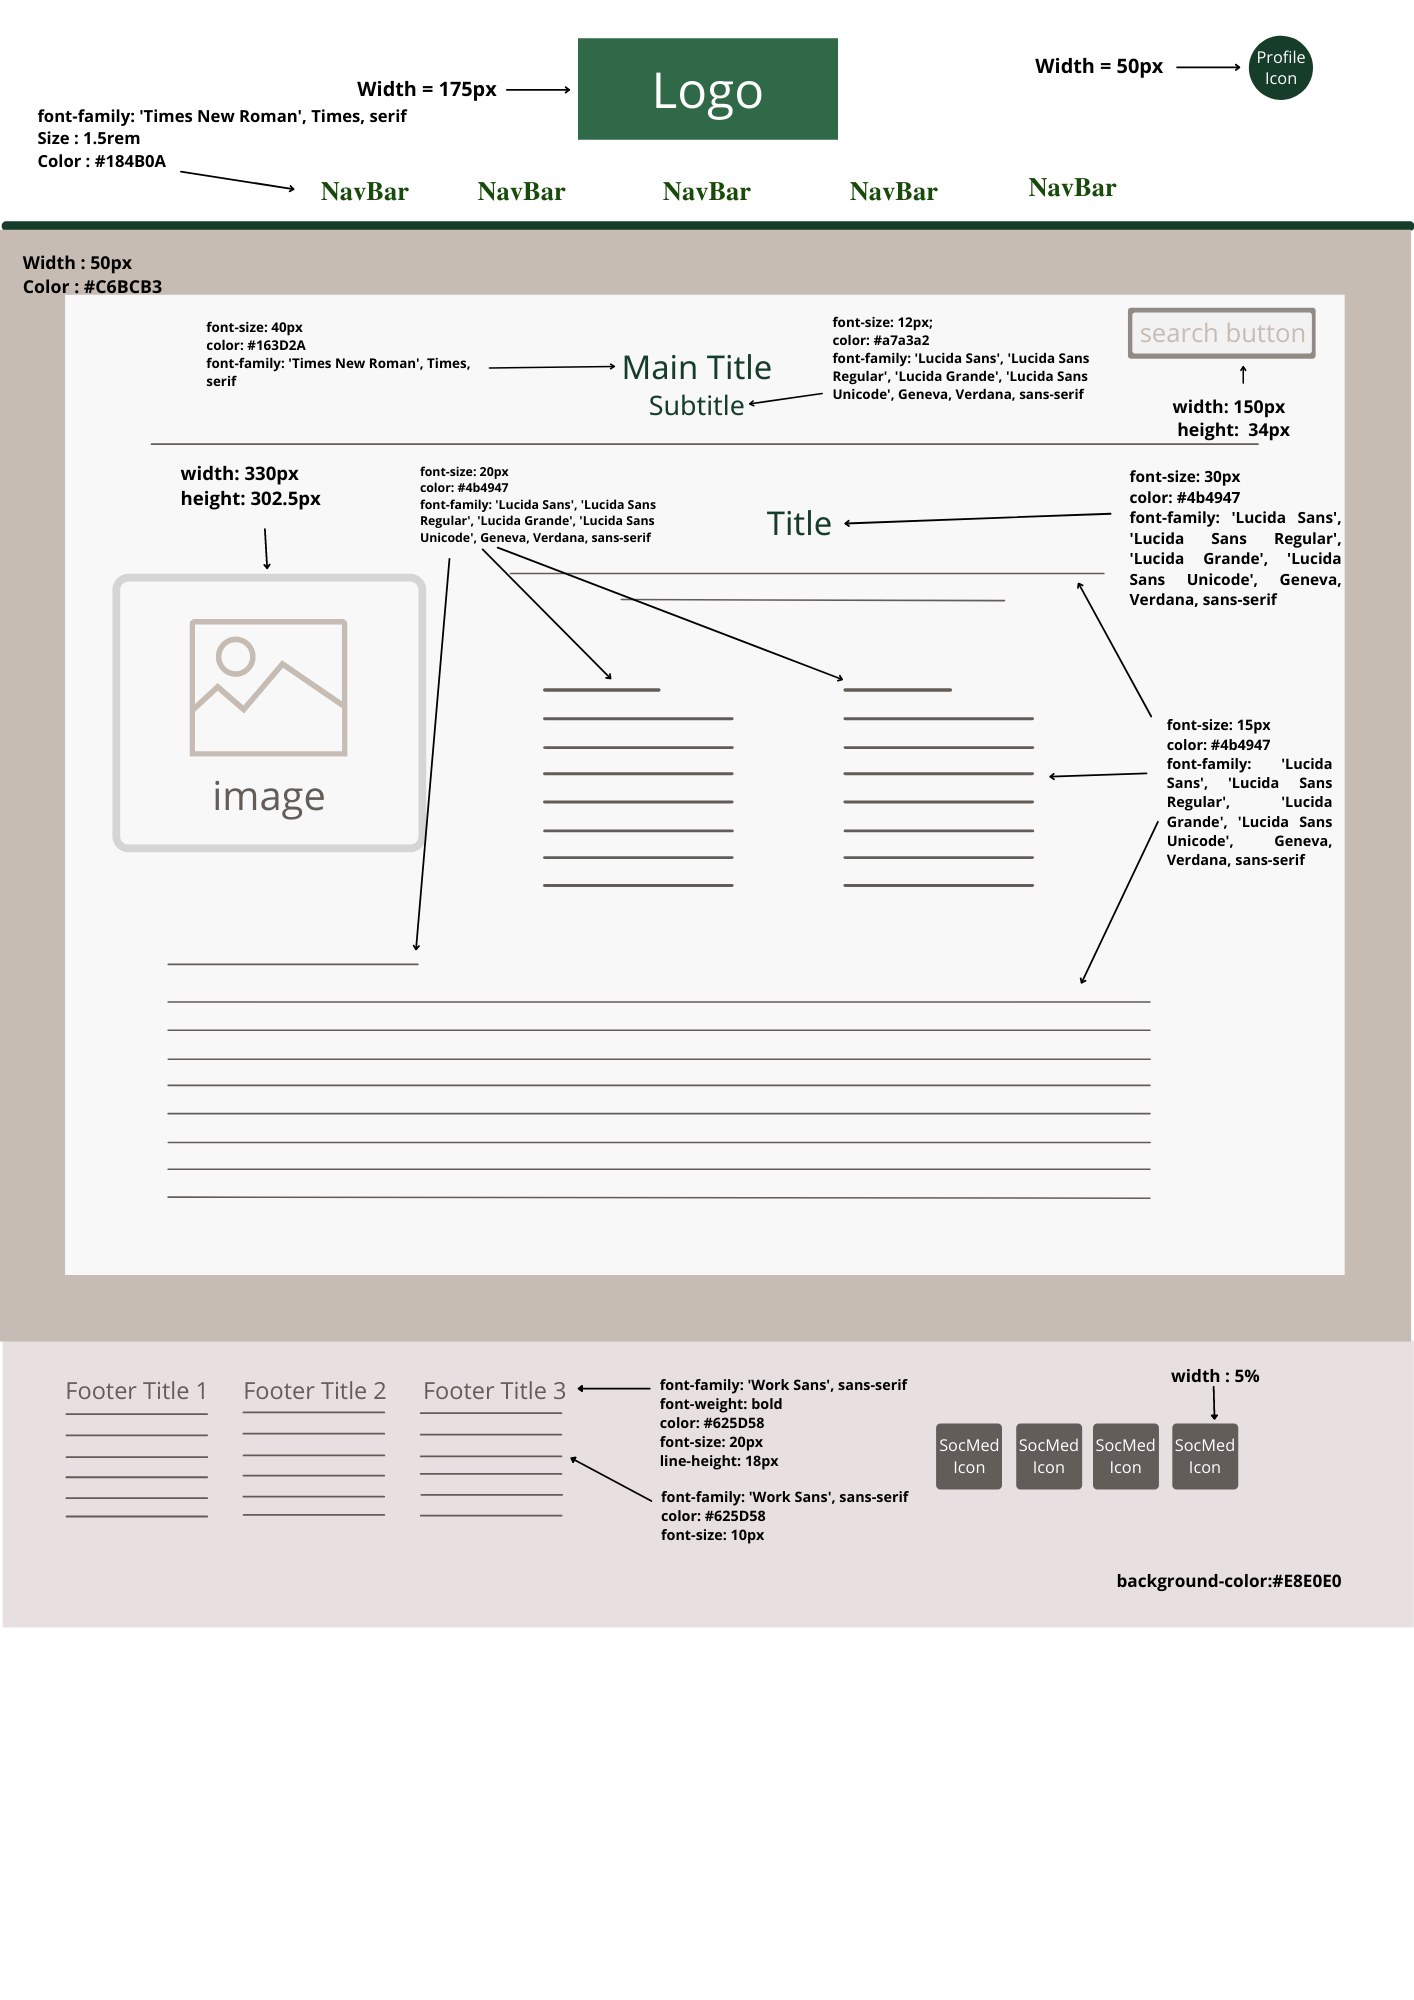 Logo
Profile
Icon
Width = 50px
Width = 175px
font-family: 'Times New Roman', Times, serif
Size : 1.5rem
Color : #184B0A
NavBar
NavBar
NavBar
NavBar
NavBar
Width : 50px
Color : #C6BCB3
font-size: 40px
color: #163D2A
font-family: 'Times New Roman', Times,
serif
Main Title
Subtitle
font-size: 12px;
color: #a7a3a2
font-family: 'Lucida Sans', 'Lucida Sans
Regular', 'Lucida Grande', 'Lucida Sans
Unicode', Geneva, Verdana, sans-serif
search button
width: 150px
height: 34px
width: 330px
height: 302.5px
font-size: 20px
color: #4b4947
font-family: 'Lucida Sans', 'Lucida Sans
Regular', 'Lucida Grande', 'Lucida Sans
Unicode', Geneva, Verdana, sans-serif
Title
font-size: 30px
color: #4b4947
font-family: 'Lucida Sans',
'Lucida Sans Regular',
'Lucida Grande', 'Lucida
Sans Unicode', Geneva,
Verdana, sans-serif
image
font-size: 15px
color: #4b4947
font-family: 'Lucida
Sans', 'Lucida Sans
Regular', 'Lucida
Grande', 'Lucida Sans
Unicode', Geneva,
Verdana, sans-serif
Footer Title 1
Footer Title 2
Footer Title 3
font-family: 'Work Sans', sans-serif
font-weight: bold
color: #625D58
font-size: 20px
line-height: 18px
font-family: 'Work Sans', sans-serif
color: #625D58
font-size: 10px
width : 5%
SocMed
Icon
SocMed
Icon
SocMed
Icon
SocMed
Icon
background-color:#E8E0E0